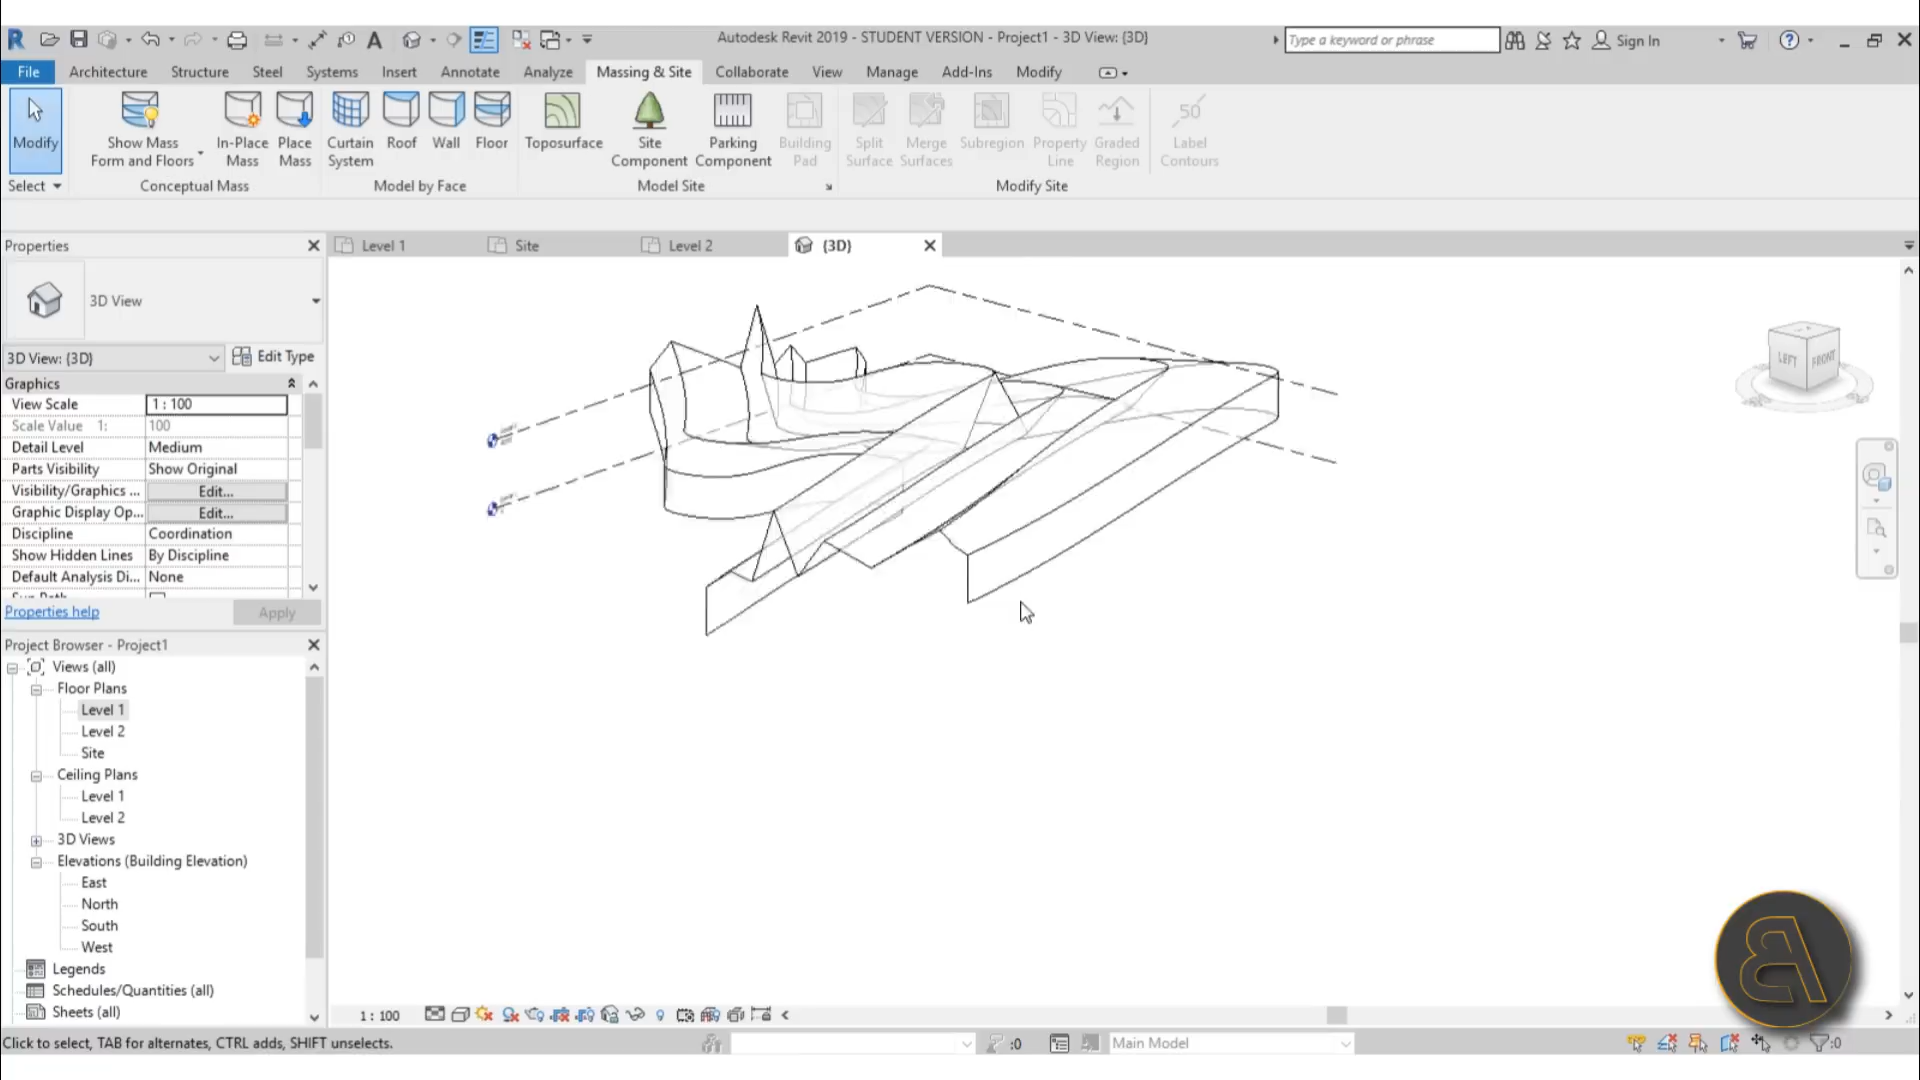 Autodesk Revit 2019 - STUDENT VERSION - Project1 - 3D View: {3D}
Type a keyword or phrase
Sign In
File Architecture Structure Steel Systems Insert Annotate Analyze Massing & Site Collaborate View Manage Add-Ins Modify
Modify
Show Mass Form and Floors
In-Place Mass
Place Mass
Curtain System
Roof
Wall
Floor
Toposurface
Site Component
Parking Component
Building Pad
Split Surface
Merge Surfaces
Subregion
Property Line
Graded Region
50
Label Contours
Select
Conceptual Mass
Model by Face
Model Site
Modify Site
Properties
Level 1
Site
Level 2
{3D}
3D View
3D View: {3D}
Edit Type
Graphics
View Scale 1 : 100
Scale Value 1: 100
Detail Level Medium
Parts Visibility Show Original
Visibility/Graphics ... Edit...
Graphic Display Op... Edit...
Discipline Coordination
Show Hidden Lines By Discipline
Default Analysis Di... None
Properties help
Apply
LEFT
FRONT
Project Browser - Project1
Views (all)
Floor Plans
Level 1
Level 2
Site
Ceiling Plans
Level 1
Level 2
3D Views
Elevations (Building Elevation)
East
North
South
West
Legends
Schedules/Quantities (all)
Sheets (all)
1 : 100
Click to select, TAB for alternates, CTRL adds, SHIFT unselects.
:0
Main Model
:0